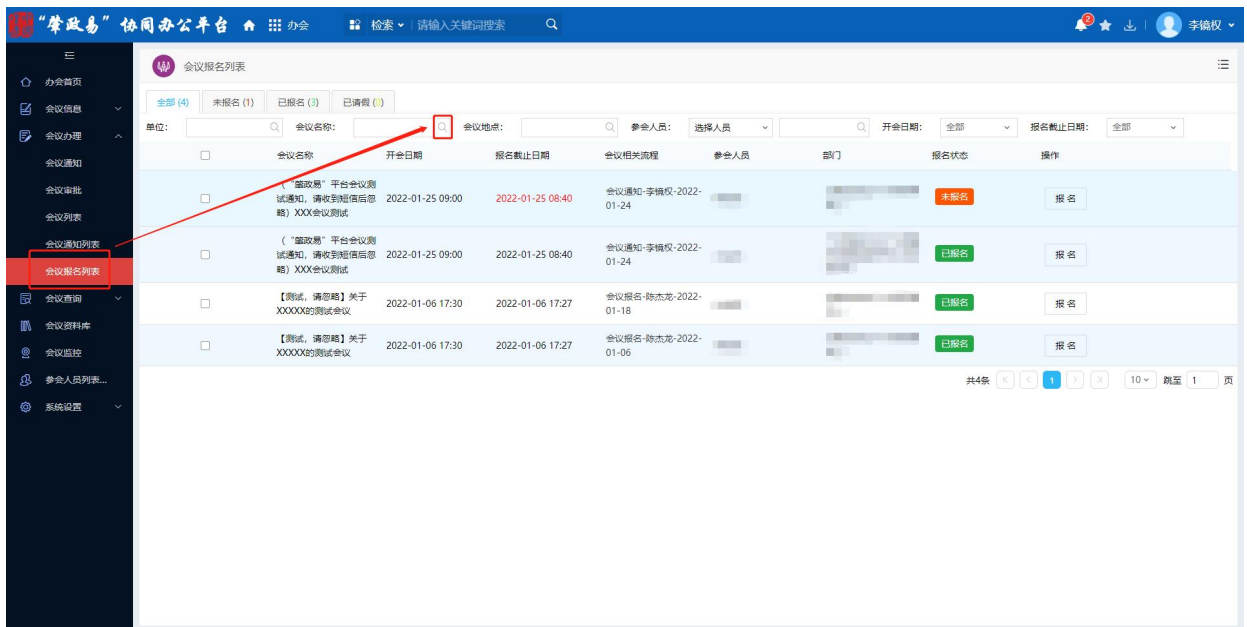 "肇政易"协同办公平台 办会 检索 请输入关键词搜索 2 李镐权
会议报名列表
办会首页
会议信息
会议办理
会议通知
会议审批
会议列表
会议通知列表
会议报名列表
会议查询
会议资料库
会议监控
参会人员列表...
系统设置
全部 (4) 未报名 (1) 已报名 (3) 已请假 (0)
单位: 会议名称: 会议地点: 参会人员: 选择人员 开会日期: 全部 报名截止日期: 全部
会议名称 开会日期 报名截止日期 会议相关流程 参会人员 部门 报名状态 操作
("肇政易"平台会议测
试通知,请收到短信后忽 2022-01-25 09:00 2022-01-25 08:40 会议通知-李镐权-2022- 未报名 报名
略)XXX会议测试 01-24
("肇政易"平台会议测
试通知,请收到短信后忽 2022-01-25 09:00 2022-01-25 08:40 会议通知-李镐权-2022- 已报名 报名
略)XXX会议测试 01-24
【测试,请忽略】关于 2022-01-06 17:30 2022-01-06 17:27 会议报名-陈杰龙-2022- 已报名 报名
XXXXX的测试会议 01-18
【测试,请忽略】关于 2022-01-06 17:30 2022-01-06 17:27 会议报名-陈杰龙-2022- 已报名 报名
XXXXX的测试会议 01-06
共4条 1 10 跳至 1 页